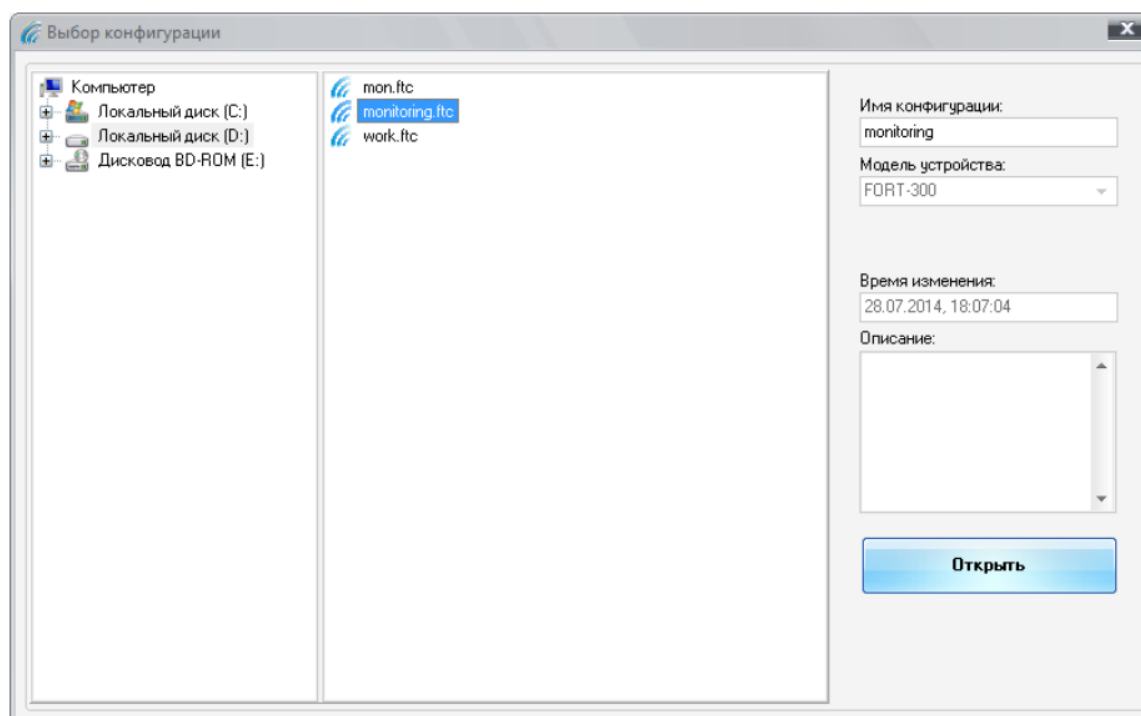 Выбор конфигурации
x
Компьютер
Локальный диск (C:)
Локальный диск (D:)
Дисковод BD-ROM (E:)
mon.ftc
monitoring.ftc
work.ftc
Имя конфигурации:
monitoring
Модель устройства:
FORT-300
Время изменения:
28.07.2014, 18:07:04
Описание:
Открыть